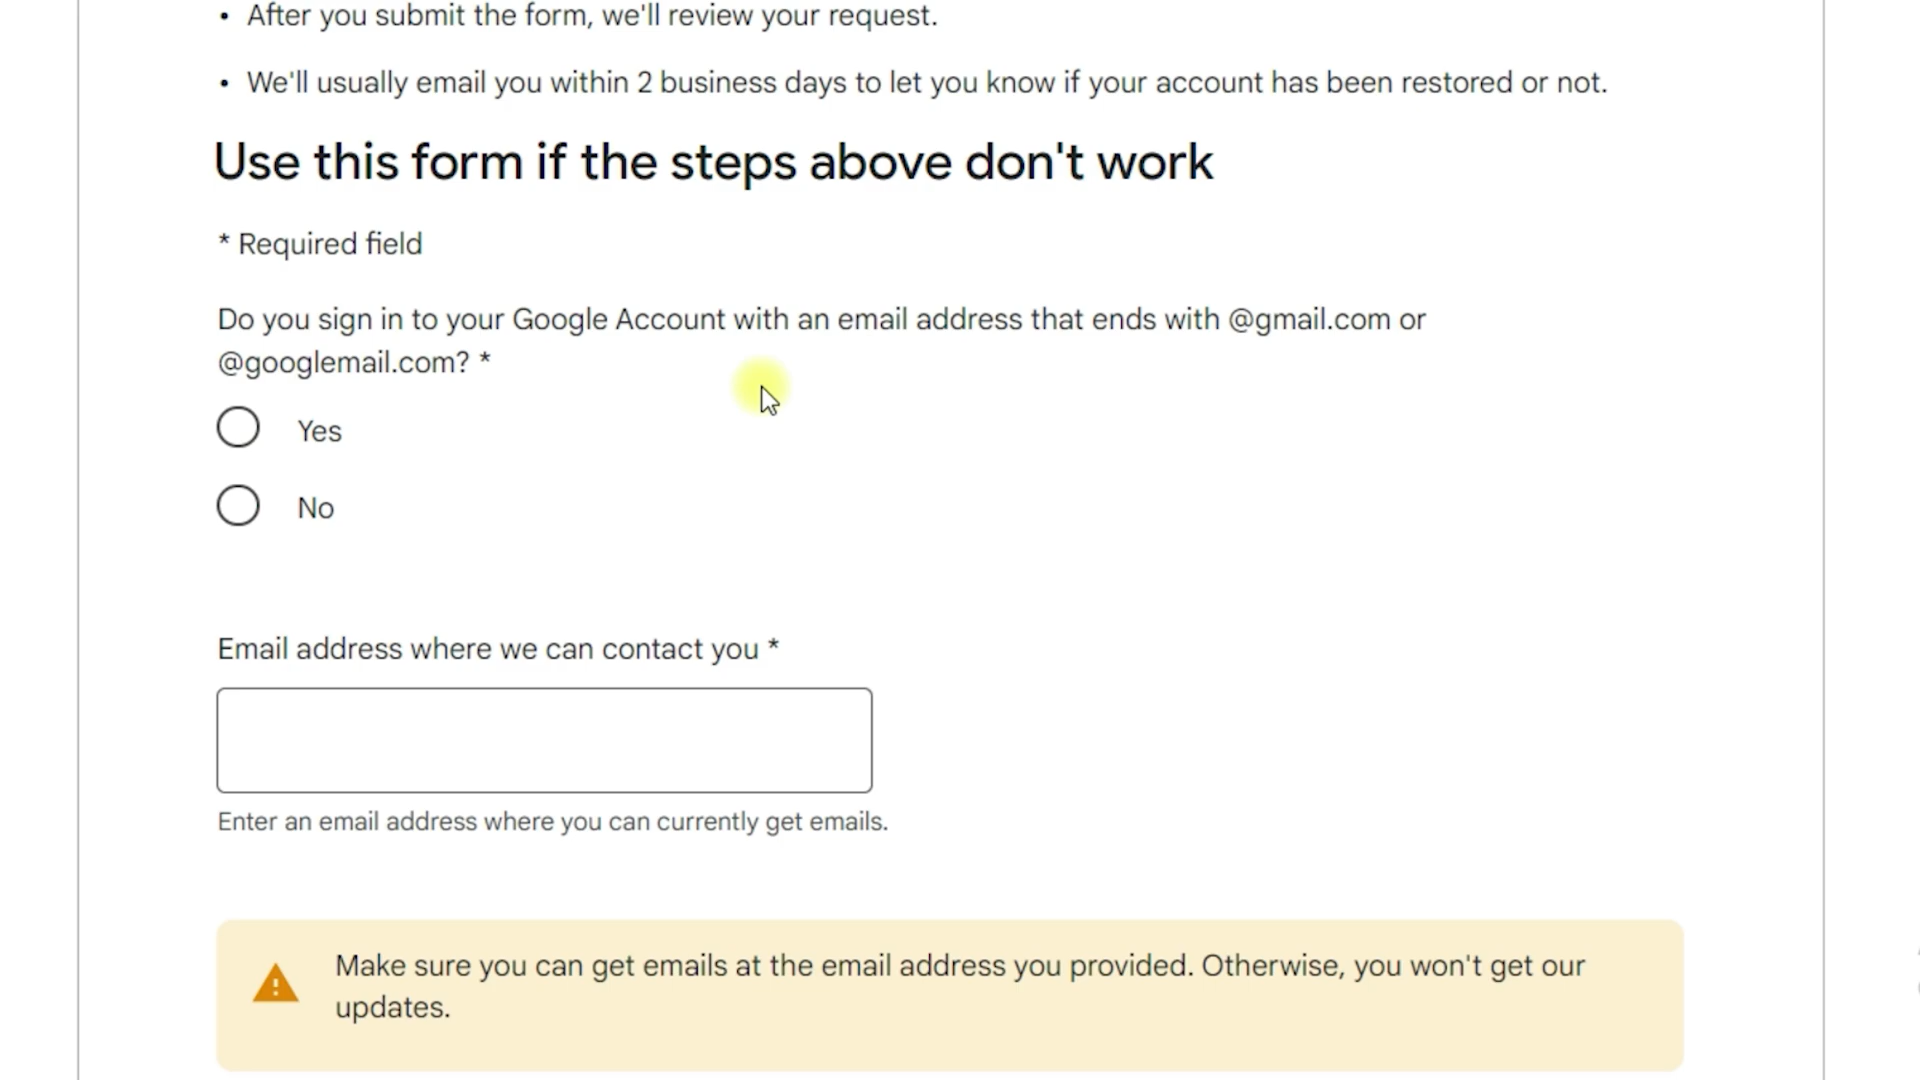 • After you submit the form, we'll review your request.
• We'll usually email you within 2 business days to let you know if your account has been restored or not.
Use this form if the steps above don't work
* Required field
Do you sign in to your Google Account with an email address that ends with @gmail.com or
@googlemail.com? *
Yes
No
Email address where we can contact you *
Enter an email address where you can currently get emails.
Make sure you can get emails at the email address you provided. Otherwise, you won't get our
updates.